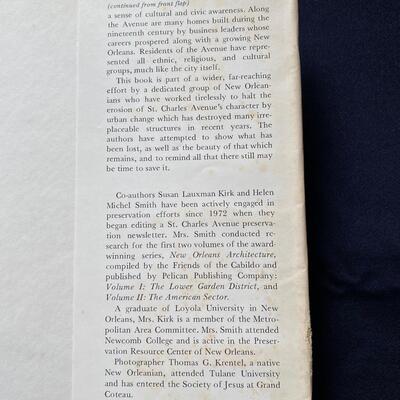 (continued from front flap)
a sense of cultural and civic awareness. Along
the Avenue are many homes built during the
nineteenth century by business leaders whose
careers prospered along with a growing New
Orleans. Residents of the Avenue have repre-
sented all ethnic, religious, and cultural
groups, much like the city itself.
This book is part of a wider, far-reaching
effort by a dedicated group of New Orlean-
ians who have worked tirelessly to halt the
erosion of St. Charles Avenue's character by
urban change which has destroyed many irre-
placeable structures in recent years. The
authors have attempted to show what has
been lost, as well as the beauty of that which
remains, and to remind all that there still may
be time to save it.
Co-authors Susan Lauxman Kirk and Helen
Michel Smith have been actively engaged in
preservation efforts since 1972 when they
began editing a St. Charles Avenue preserva-
tion newsletter. Mrs. Smith conducted re-
search for the first two volumes of the award-
winning series, New Orleans Architecture,
compiled by the Friends of the Cabildo and
published by Pelican Publishing Company:
Volume I: The Lower Garden District, and
Volume II: The American Sector.
A graduate of Loyola University in New
Orleans, Mrs. Kirk is a member of the Metro-
politan Area Committee. Mrs. Smith attended
Newcomb College and is active in the Preser-
vation Resource Center of New Orleans.
Photographer Thomas G. Krentel, a native
New Orleanian, attended Tulane University
and has entered the Society of Jesus at Grand
Coteau.